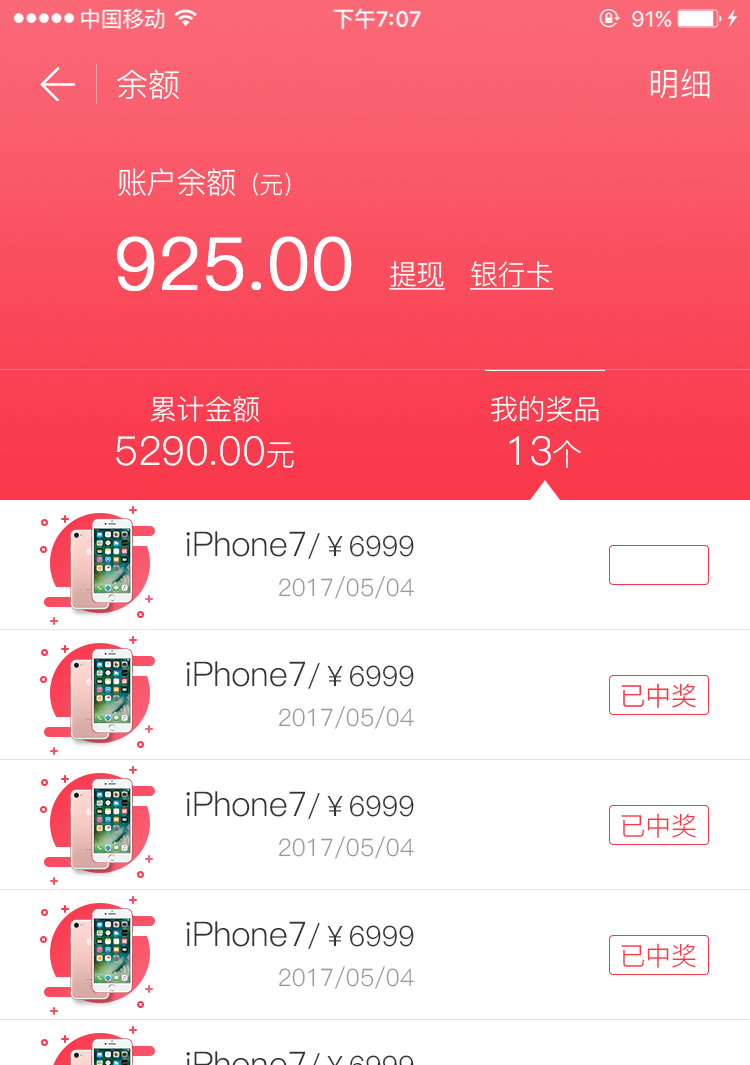 中国移动 下午7:07 91%
余额 明细
账户余额（元）
925.00 提现 银行卡
累计金额 我的奖品
5290.00元 13个
iPhone7/￥6999
2017/05/04
iPhone7/￥6999
2017/05/04 已中奖
iPhone7/￥6999
2017/05/04 已中奖
iPhone7/￥6999
2017/05/04 已中奖
iPhone7/￥6999